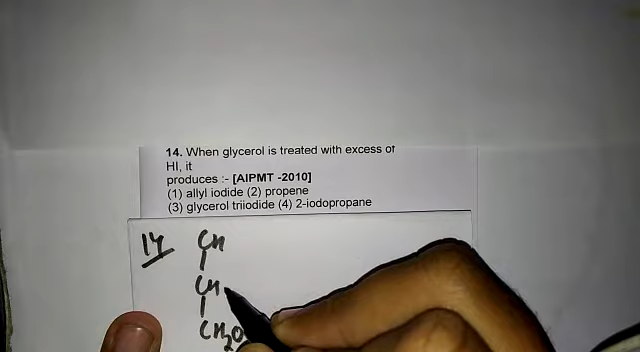 14. When glycerol is treated with excess of
HI, it
produces :- [AIPMT -2010]
(1) allyl iodide (2) propene
(3) glycerol triiodide (4) 2-iodopropane
14 CH
CH
CH2O